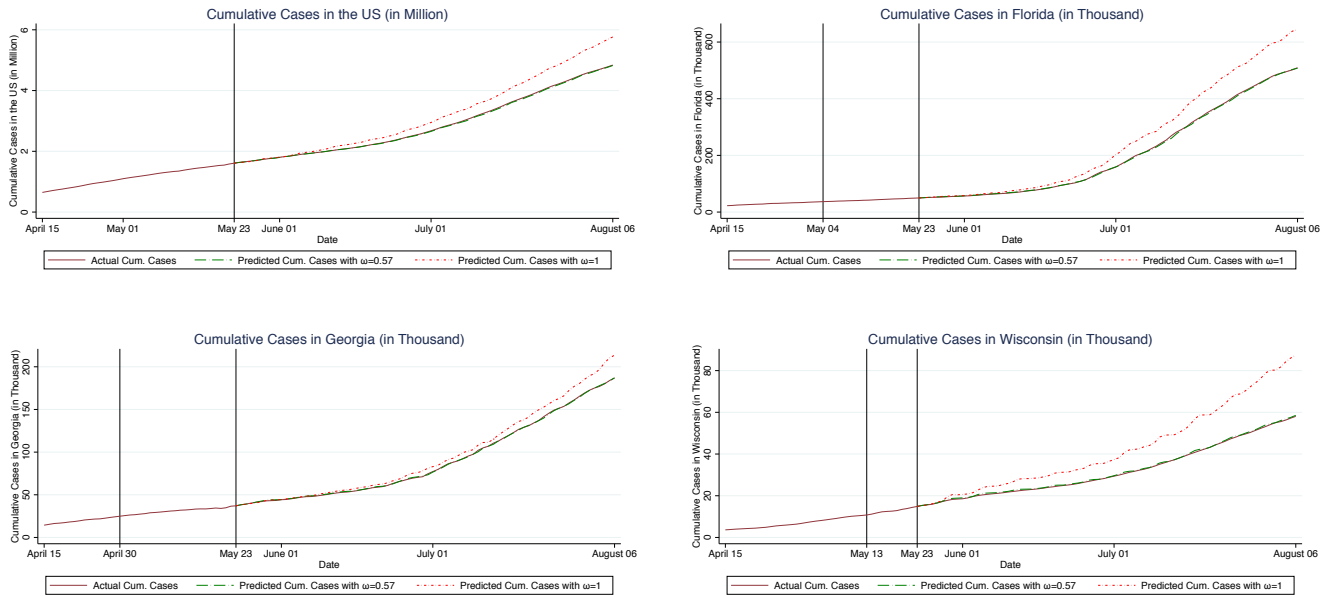 Cumulative Cases in the US (in Million)
Cumulative Cases in the US (in Million)
6
4
2
0
April 15 May 01 May 23 June 01 July 01 August 06
Date
Actual Cum. Cases Predicted Cum. Cases with ω=0.57 Predicted Cum. Cases with ω=1
Cumulative Cases in Florida (in Thousand)
Cumulative Cases in Florida (in Thousand)
600
400
200
0
April 15 May 04 May 23 June 01 July 01 August 06
Date
Actual Cum. Cases Predicted Cum. Cases with ω=0.57 Predicted Cum. Cases with ω=1
Cumulative Cases in Georgia (in Thousand)
Cumulative Cases in Georgia (in Thousand)
200
150
100
50
0
April 15 April 30 May 23 June 01 July 01 August 06
Date
Actual Cum. Cases Predicted Cum. Cases with ω=0.57 Predicted Cum. Cases with ω=1
Cumulative Cases in Wisconsin (in Thousand)
Cumulative Cases in Wisconsin (in Thousand)
80
60
40
20
0
April 15 May 13 May 23 June 01 July 01 August 06
Date
Actual Cum. Cases Predicted Cum. Cases with ω=0.57 Predicted Cum. Cases with ω=1